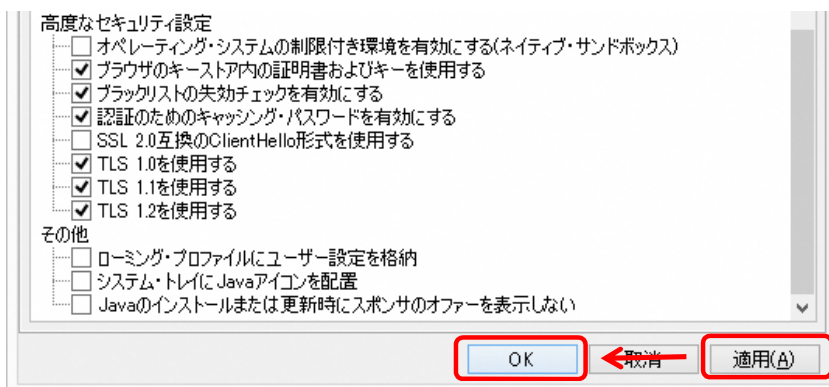 高度なセキュリティ設定
オペレーティング・システムの制限付き環境を有効にする(ネイティブ・サンドボックス)
ブラウザのキーストア内の証明書およびキーを使用する
ブラックリストの失効チェックを有効にする
認証のためのキャッシング・パスワードを有効にする
SSL 2.0互換のClientHello形式を使用する
TLS 1.0を使用する
TLS 1.1を使用する
TLS 1.2を使用する
その他
ローミング・プロファイルにユーザー設定を格納
システム・トレイにJavaアイコンを配置
Javaのインストールまたは更新時にスポンサのオファーを表示しない
OK 取消 適用(A)